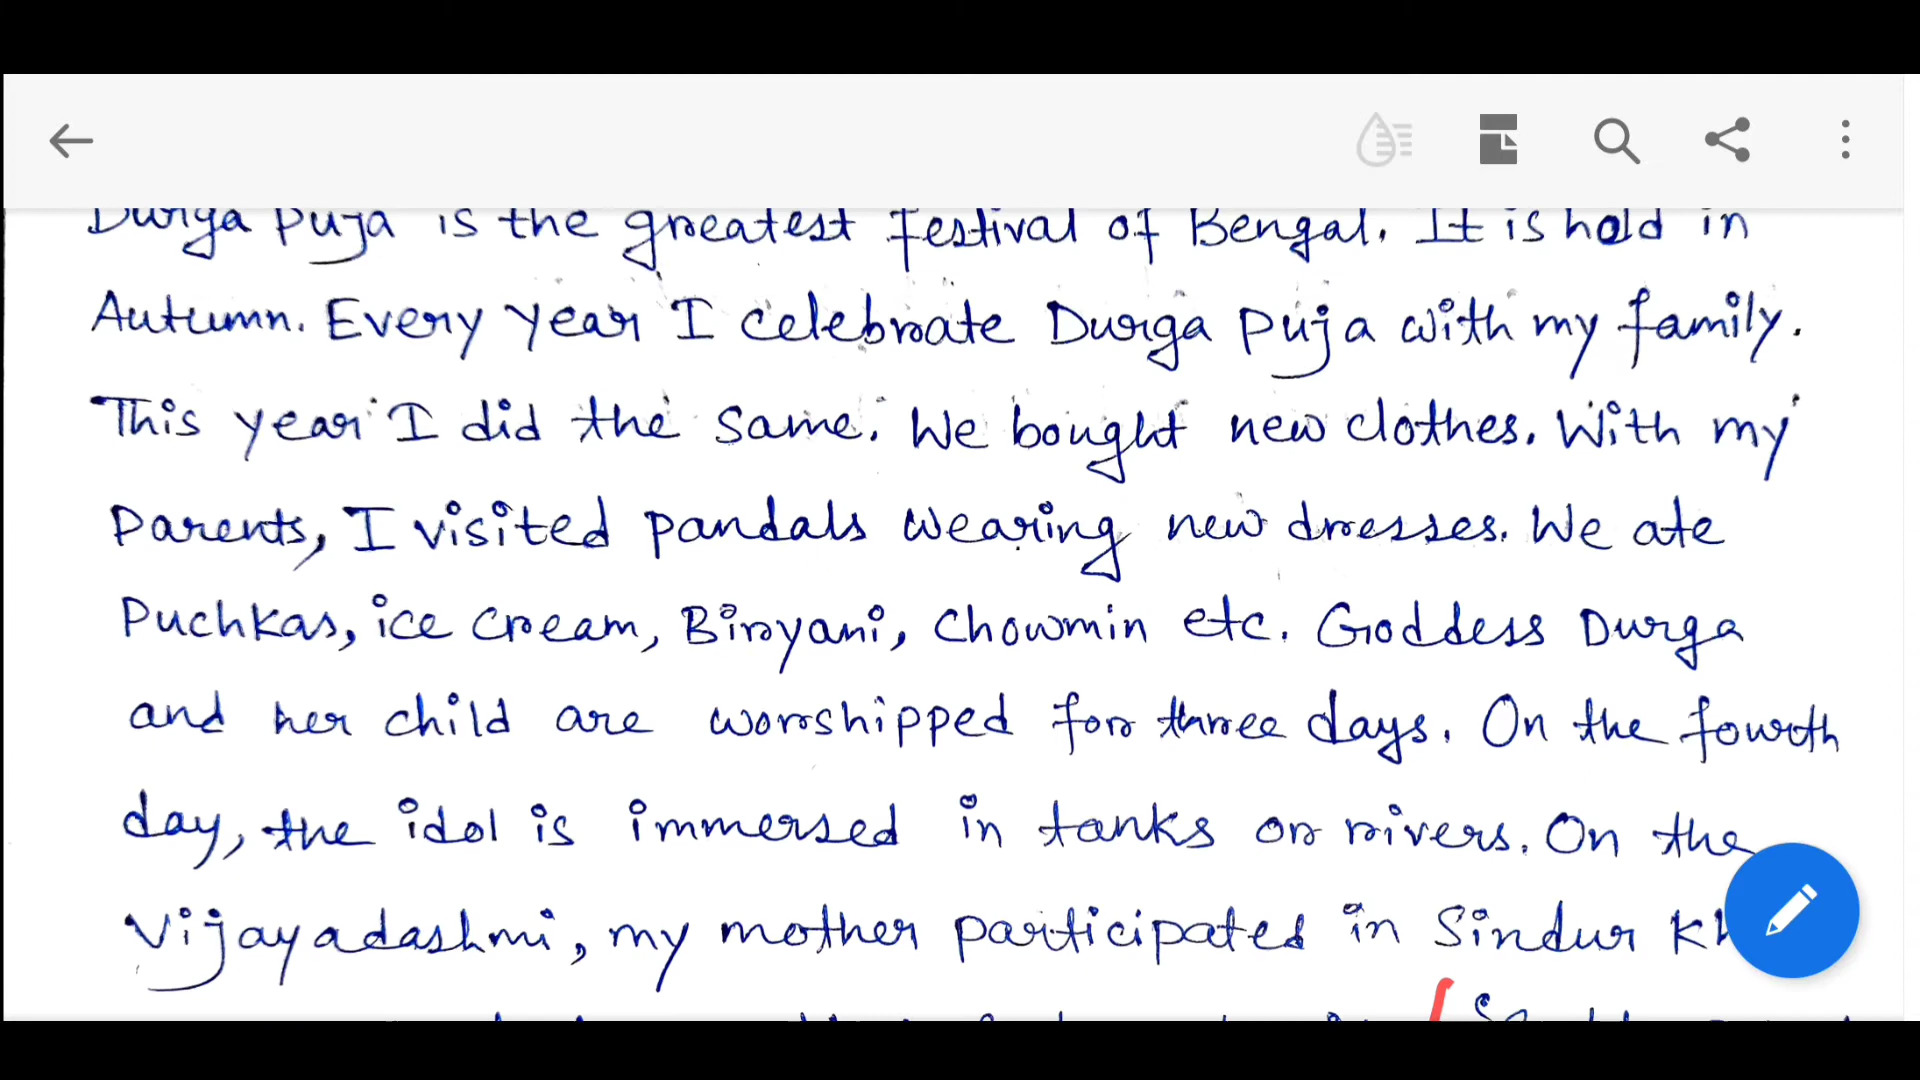 Durga Puja is the greatest festival of Bengal. It is held in
Autumn. Every year I celebrate Durga Puja with my family.
This year I did the same. We bought new clothes. With my
Parents, I visited pandals wearing new dresses. We ate
Puchkas, ice cream, Biryani, Chowmin etc. Goddess Durga
and her child are worshipped for three days. On the fourth
day, the idol is immersed in tanks or rivers. On the
Vijayadashmi, my mother participated in Sindur